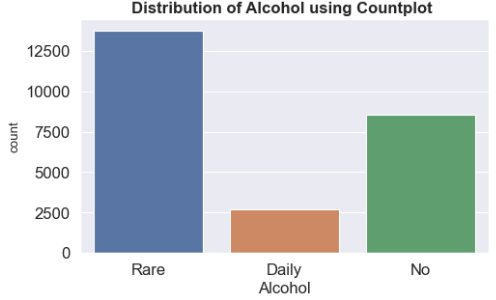 Distribution of Alcohol using Countplot
12500
10000
7500
5000
2500
0
count
Rare
Daily
No
Alcohol